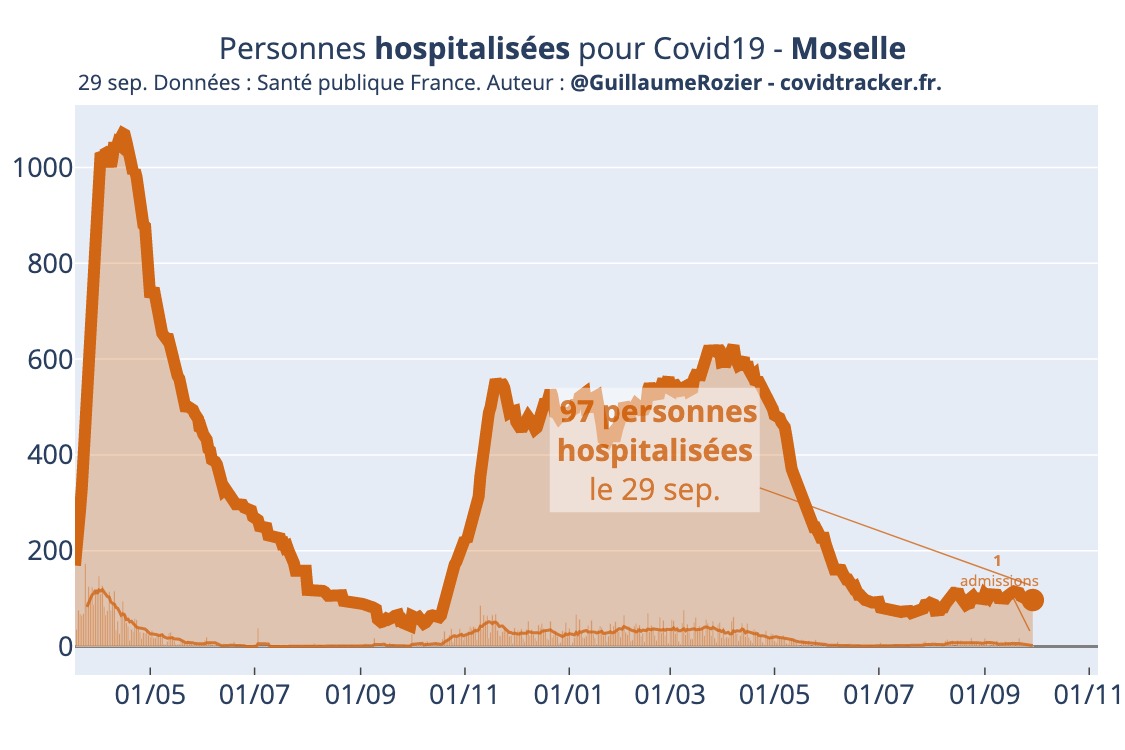 Personnes hospitalisées pour Covid19 - Moselle
29 sep. Données : Santé publique France. Auteur : @GuillaumeRozier - covidtracker.fr.
1000
800
600
97 personnes
hospitalisées
le 29 sep.
400
200
1
admissions
0
01/05 01/07 01/09 01/11 01/01 01/03 01/05 01/07 01/09 01/11